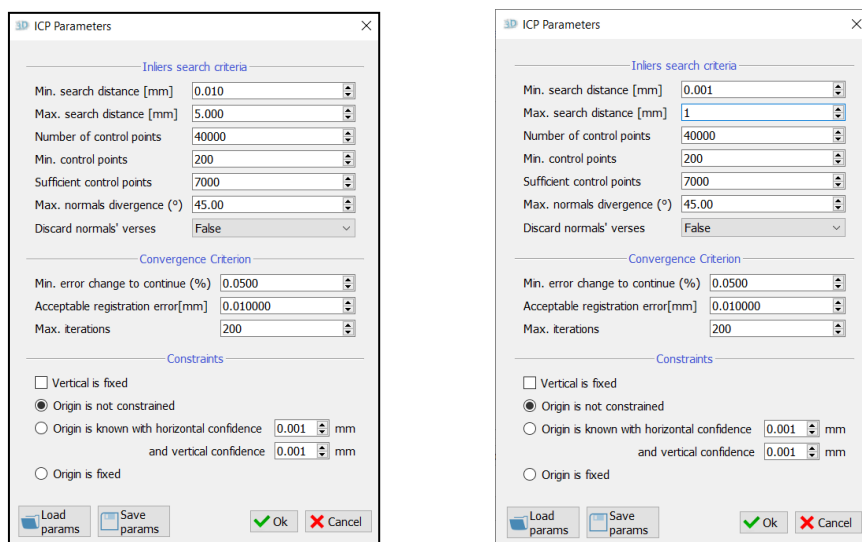 3D ICP Parameters
Inliers search criteria
Min. search distance [mm] 0.010
Max. search distance [mm] 5.000
Number of control points 40000
Min. control points 200
Sufficient control points 7000
Max. normals divergence (º) 45.00
Discard normals' verses False
Convergence Criterion
Min. error change to continue (%) 0.0500
Acceptable registration error[mm] 0.010000
Max. iterations 200
Constraints
Vertical is fixed
Origin is not constrained
Origin is known with horizontal confidence 0.001 mm
and vertical confidence 0.001 mm
Origin is fixed
Load params Save params Ok Cancel
3D ICP Parameters
Inliers search criteria
Min. search distance [mm] 0.001
Max. search distance [mm] 1
Number of control points 40000
Min. control points 200
Sufficient control points 7000
Max. normals divergence (º) 45.00
Discard normals' verses False
Convergence Criterion
Min. error change to continue (%) 0.0500
Acceptable registration error[mm] 0.010000
Max. iterations 200
Constraints
Vertical is fixed
Origin is not constrained
Origin is known with horizontal confidence 0.001 mm
and vertical confidence 0.001 mm
Origin is fixed
Load params Save params Ok Cancel